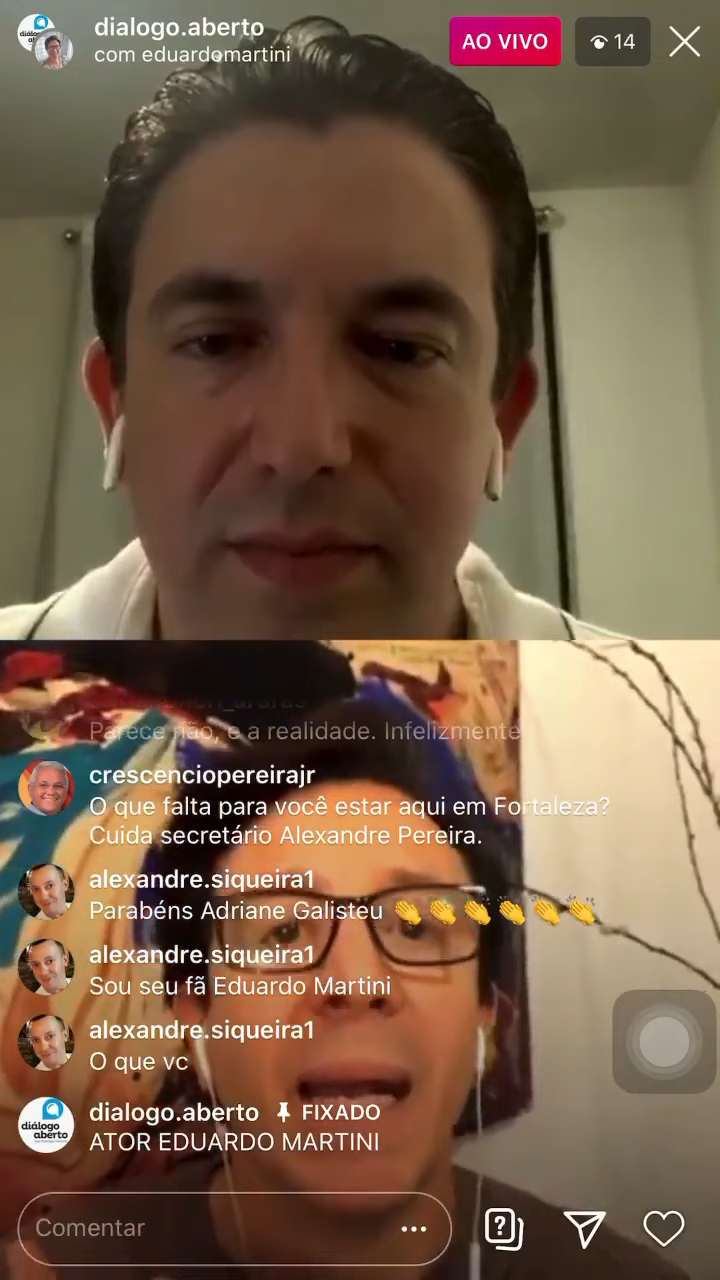 dialogo.aberto
com eduardomartini
AO VIVO
14
Parece não, é a realidade. Infelizmente
crescenciopereirajr
O que falta para você estar aqui em Fortaleza?
Cuida secretário Alexandre Pereira.
alexandre.siqueira1
Parabéns Adriane Galisteu 👏👏👏👏👏👏
alexandre.siqueira1
Sou seu fã Eduardo Martini
alexandre.siqueira1
O que vc
diálogo
aberto
dialogo.aberto FIXADO
ATOR EDUARDO MARTINI
Comentar